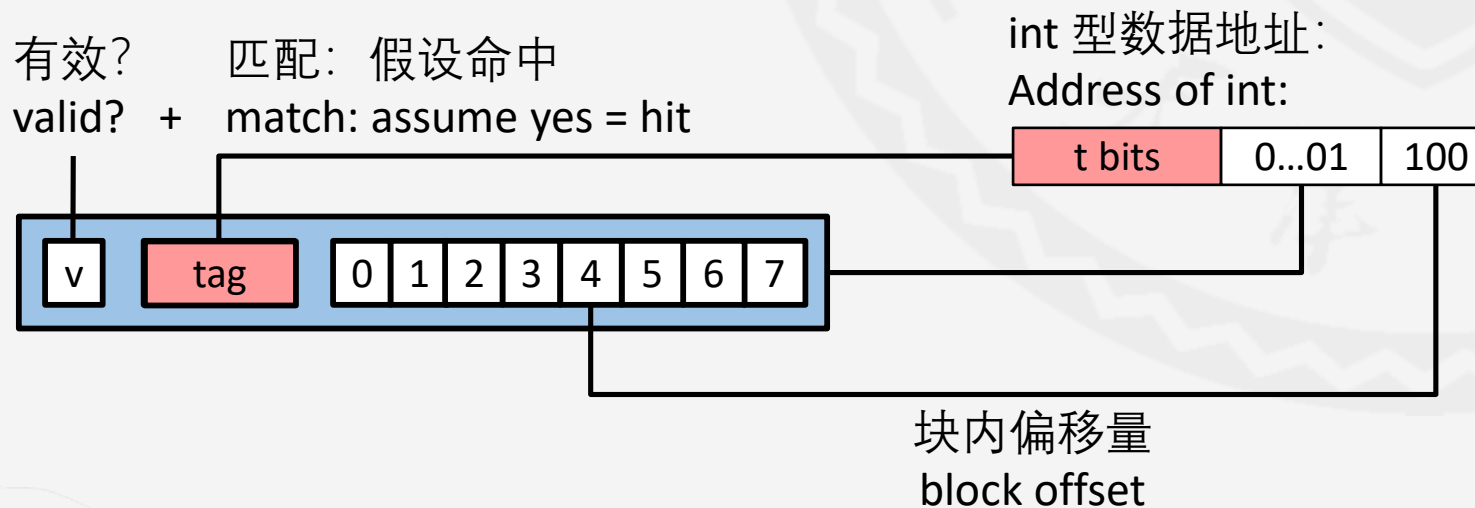 有效? 匹配: 假设命中
valid? + match: assume yes = hit
int 型数据地址:
Address of int:
t bits 0...01 100
v tag 0 1 2 3 4 5 6 7
块内偏移量
block offset